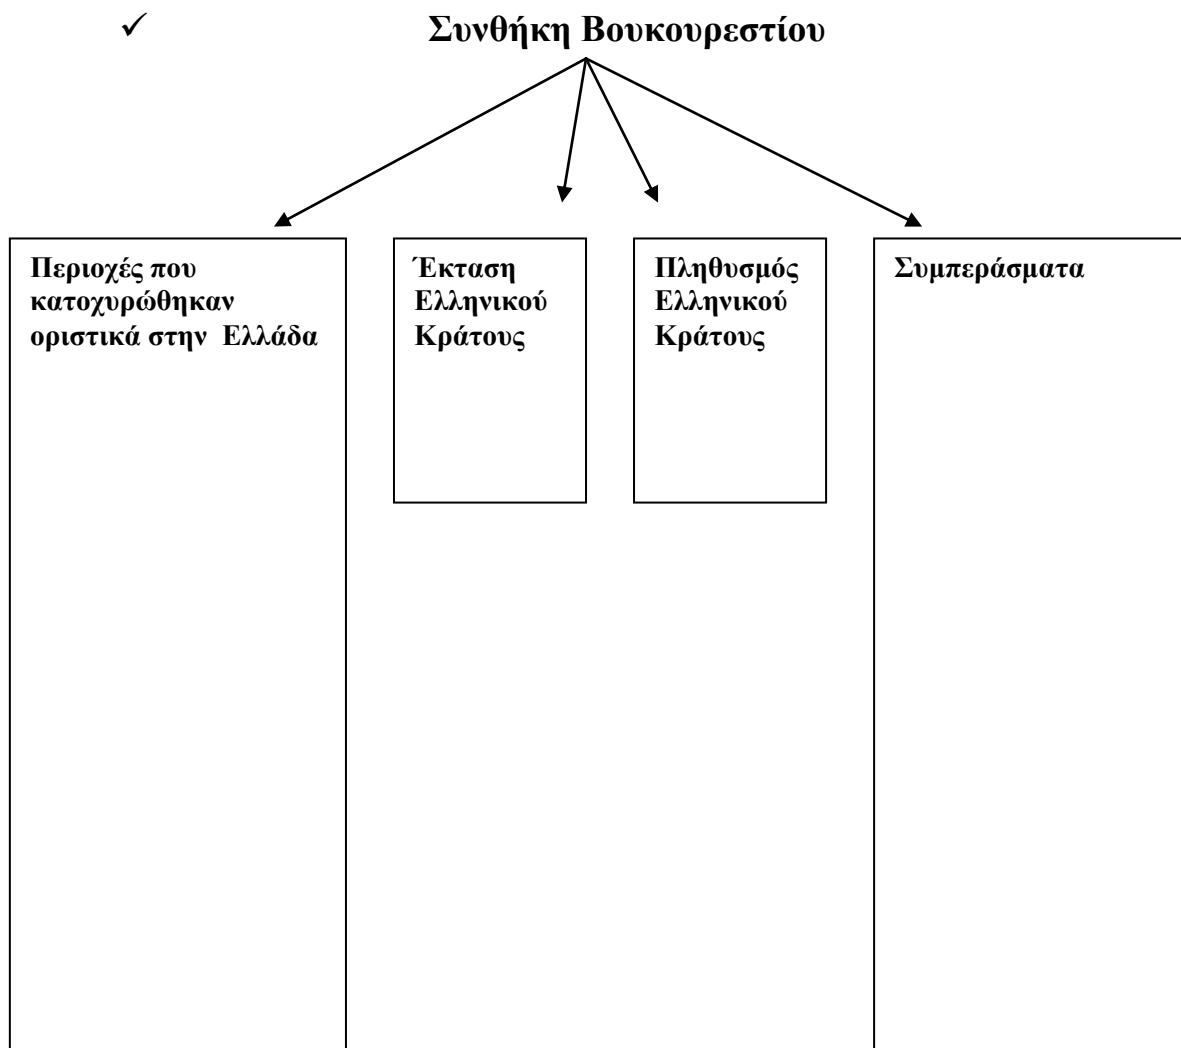 ✓ Συνθήκη Βουκουρεστίου
Περιοχές που
κατοχυρώθηκαν
οριστικά στην Ελλάδα
Έκταση
Ελληνικού
Κράτους
Πληθυσμός
Ελληνικού
Κράτους
Συμπεράσματα